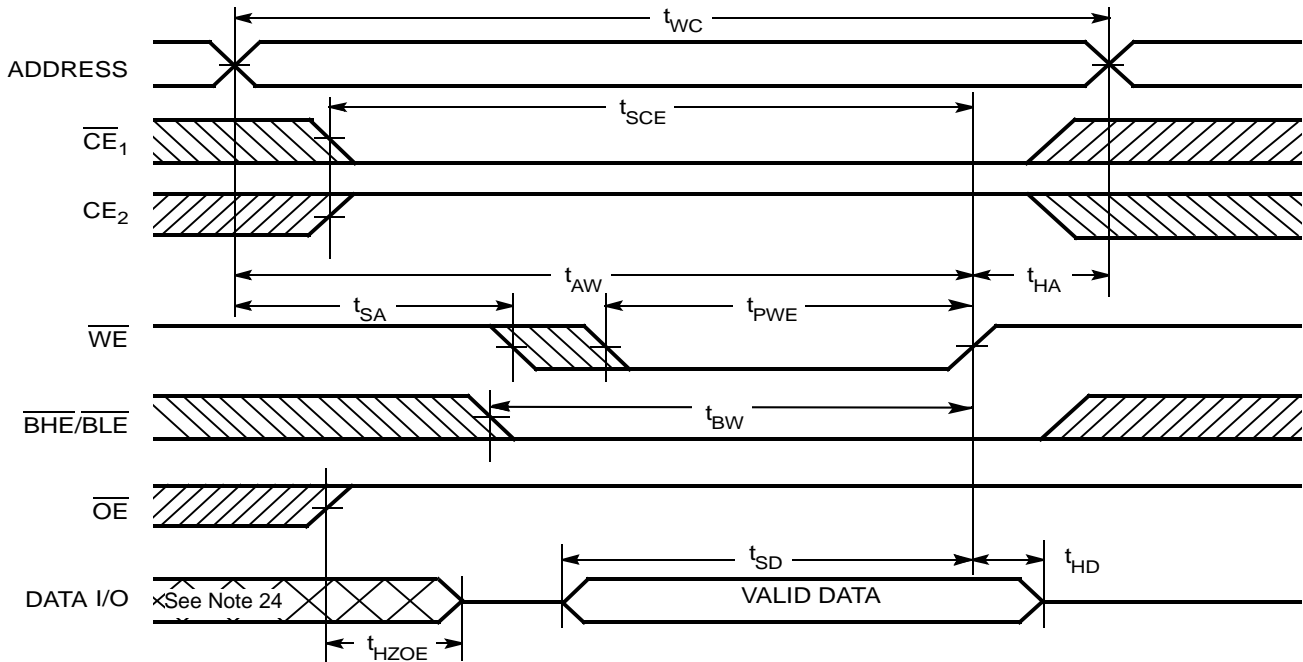 tWC
ADDRESS
tSCE
CE1
CE2
tAW
tHA
tSA
tPWE
WE
tBW
BHE/BLE
OE
tSD
tHD
DATA I/O
See Note 24
VALID DATA
tHZOE